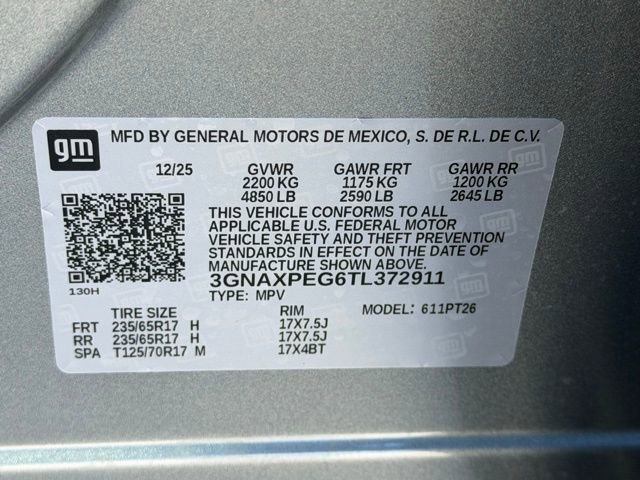 gm
MFD BY GENERAL MOTORS DE MEXICO, S. DE R.L. DE C.V.
12/25 GVWR GAWR FRT GAWR RR
2200 KG 1175 KG 1200 KG
4850 LB 2590 LB 2645 LB
THIS VEHICLE CONFORMS TO ALL
APPLICABLE U.S. FEDERAL MOTOR
VEHICLE SAFETY AND THEFT PREVENTION
STANDARDS IN EFFECT ON THE DATE OF
MANUFACTURE SHOWN ABOVE.
3GNAXPEG6TL372911
130H
TYPE: MPV
TIRE SIZE RIM MODEL: 611PT26
FRT 235/65R17 H 17X7.5J
RR 235/65R17 H 17X7.5J
SPA T125/70R17 M 17X4BT